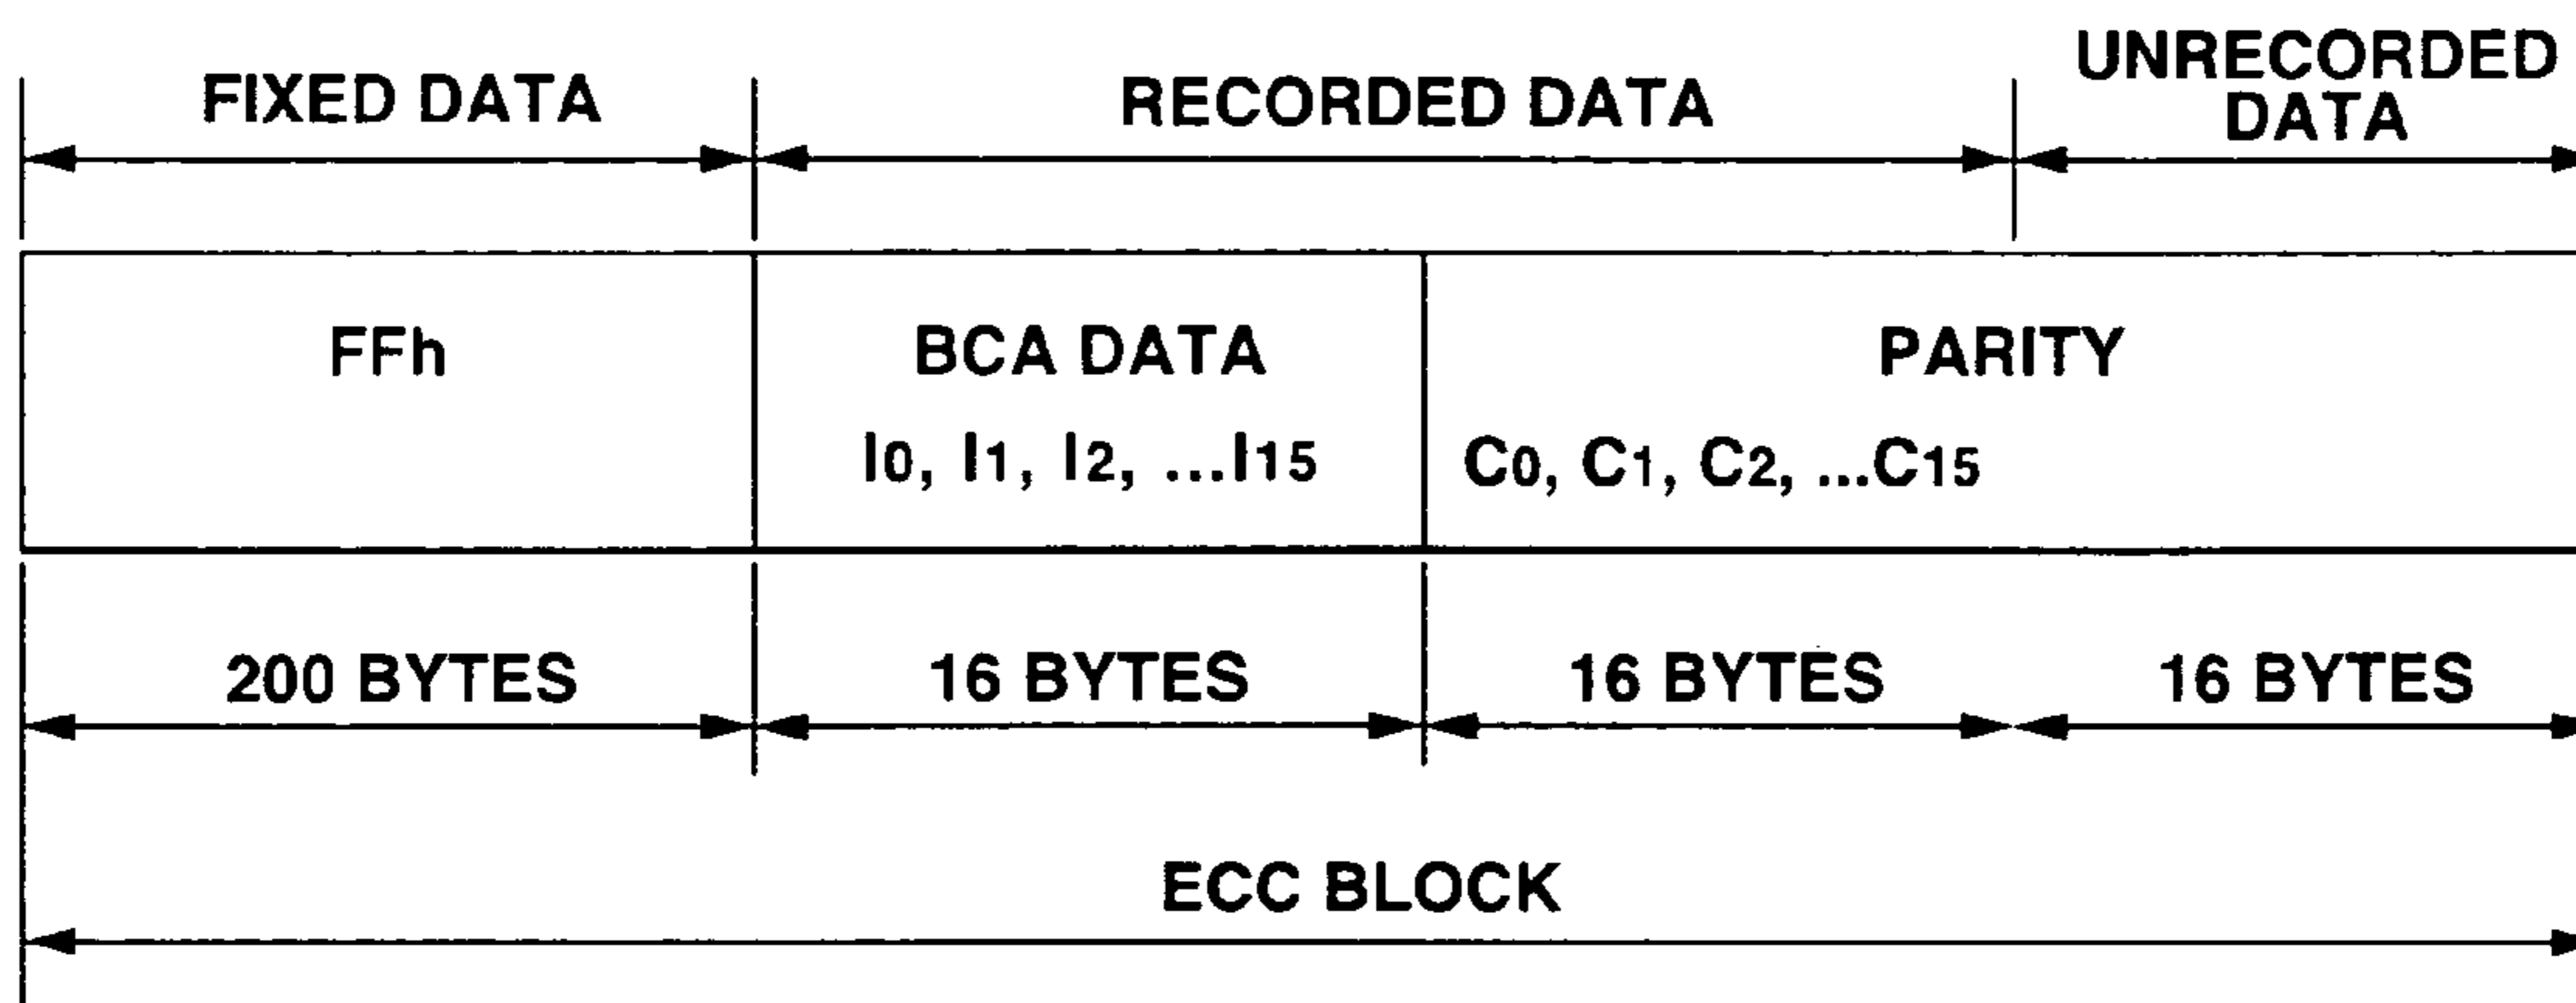 FIXED DATA
RECORDED DATA
UNRECORDED
DATA
FFh
BCA DATA
PARITY
I0, I1, I2, ...I15
C0, C1, C2, ...C15
200 BYTES
16 BYTES
16 BYTES
16 BYTES
ECC BLOCK